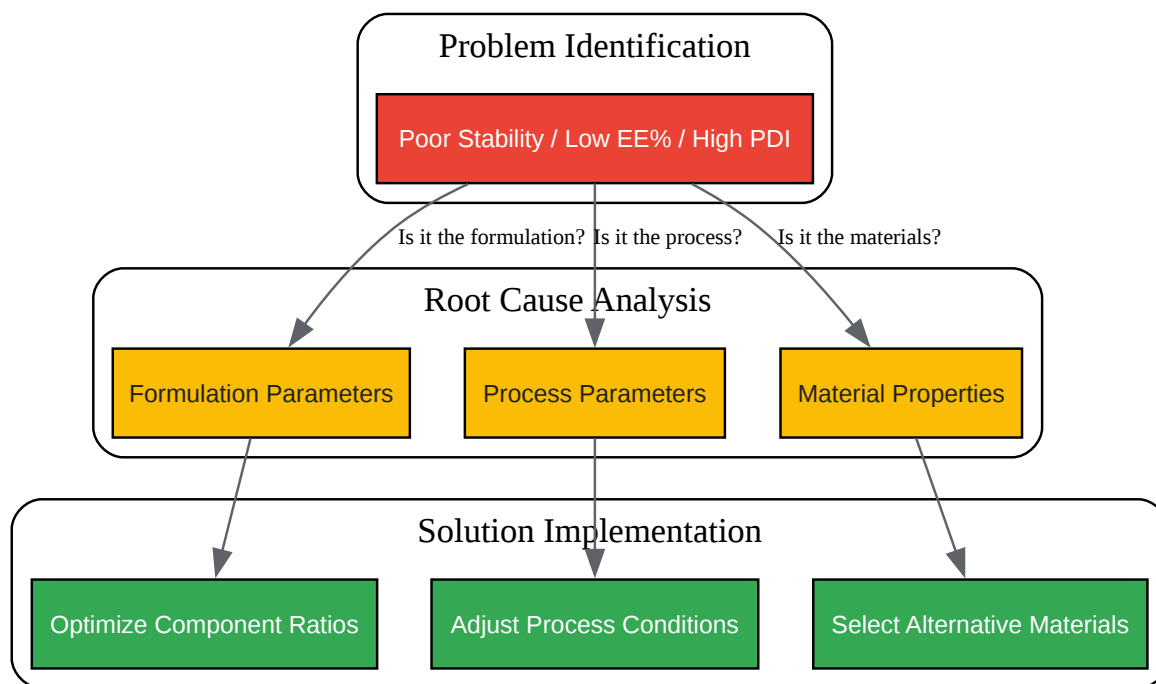 Problem Identification
Poor Stability / Low EE% / High PDI
Is it the formulation?
Is it the process?
Is it the materials?
Root Cause Analysis
Formulation Parameters
Process Parameters
Material Properties
Solution Implementation
Optimize Component Ratios
Adjust Process Conditions
Select Alternative Materials